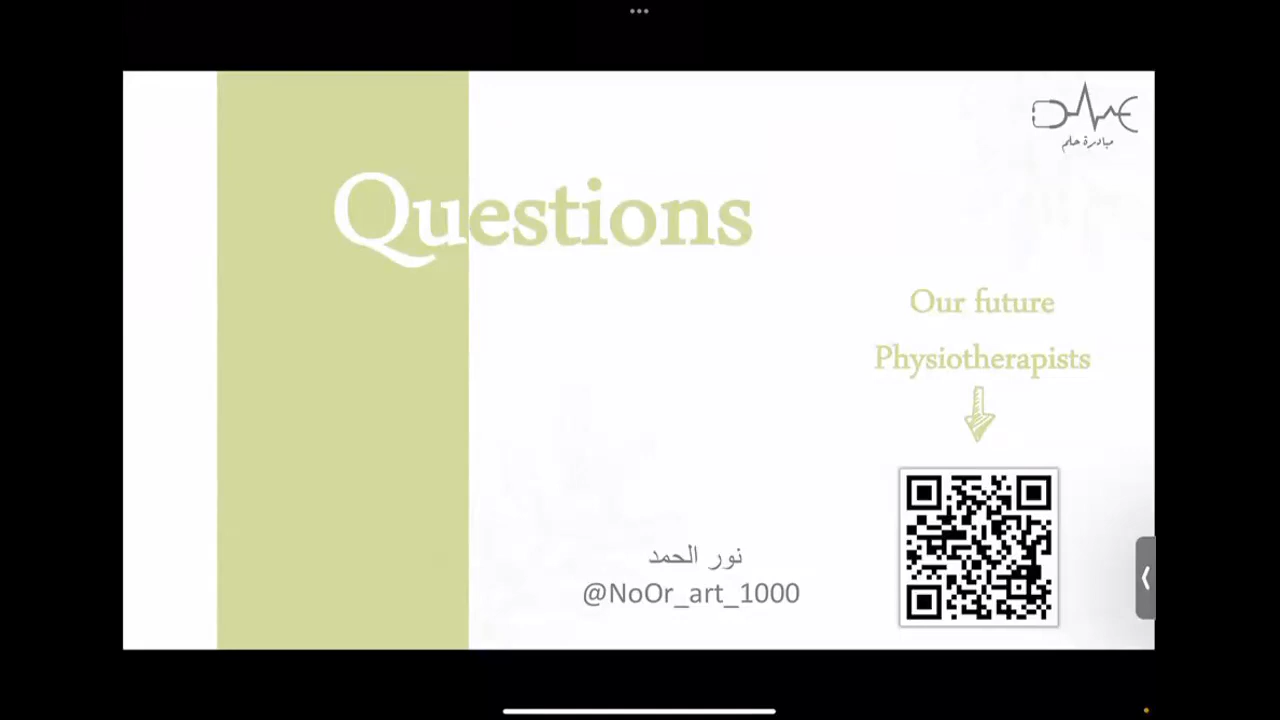 مبادرة حلم
Questions
Our future
Physiotherapists
نور الحمد
@NoOr_art_1000